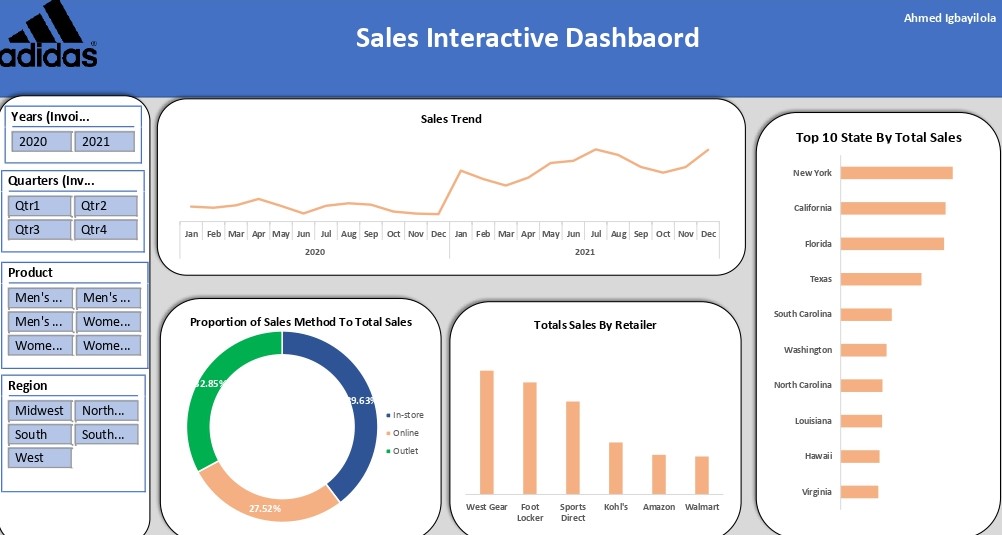 adidas
®
Sales Interactive Dashbaord
Ahmed Igbayilola
Years (Invoi...
2020 2021
Quarters (Inv...
Qtr1 Qtr2
Qtr3 Qtr4
Product
Men's ... Men's ...
Men's ... Wome...
Wome... Wome...
Region
Midwest North...
South South...
West
Sales Trend
Jan Feb Mar Apr May Jun Jul Aug Sep Oct Nov Dec Jan Feb Mar Apr May Jun Jul Aug Sep Oct Nov Dec
2020 2021
Proportion of Sales Method To Total Sales
27.52%
In-store
Online
Outlet
Totals Sales By Retailer
West Gear Foot Locker Sports Direct Kohl's Amazon Walmart
Top 10 State By Total Sales
New York
California
Florida
Texas
South Carolina
Washington
North Carolina
Louisiana
Hawaii
Virginia